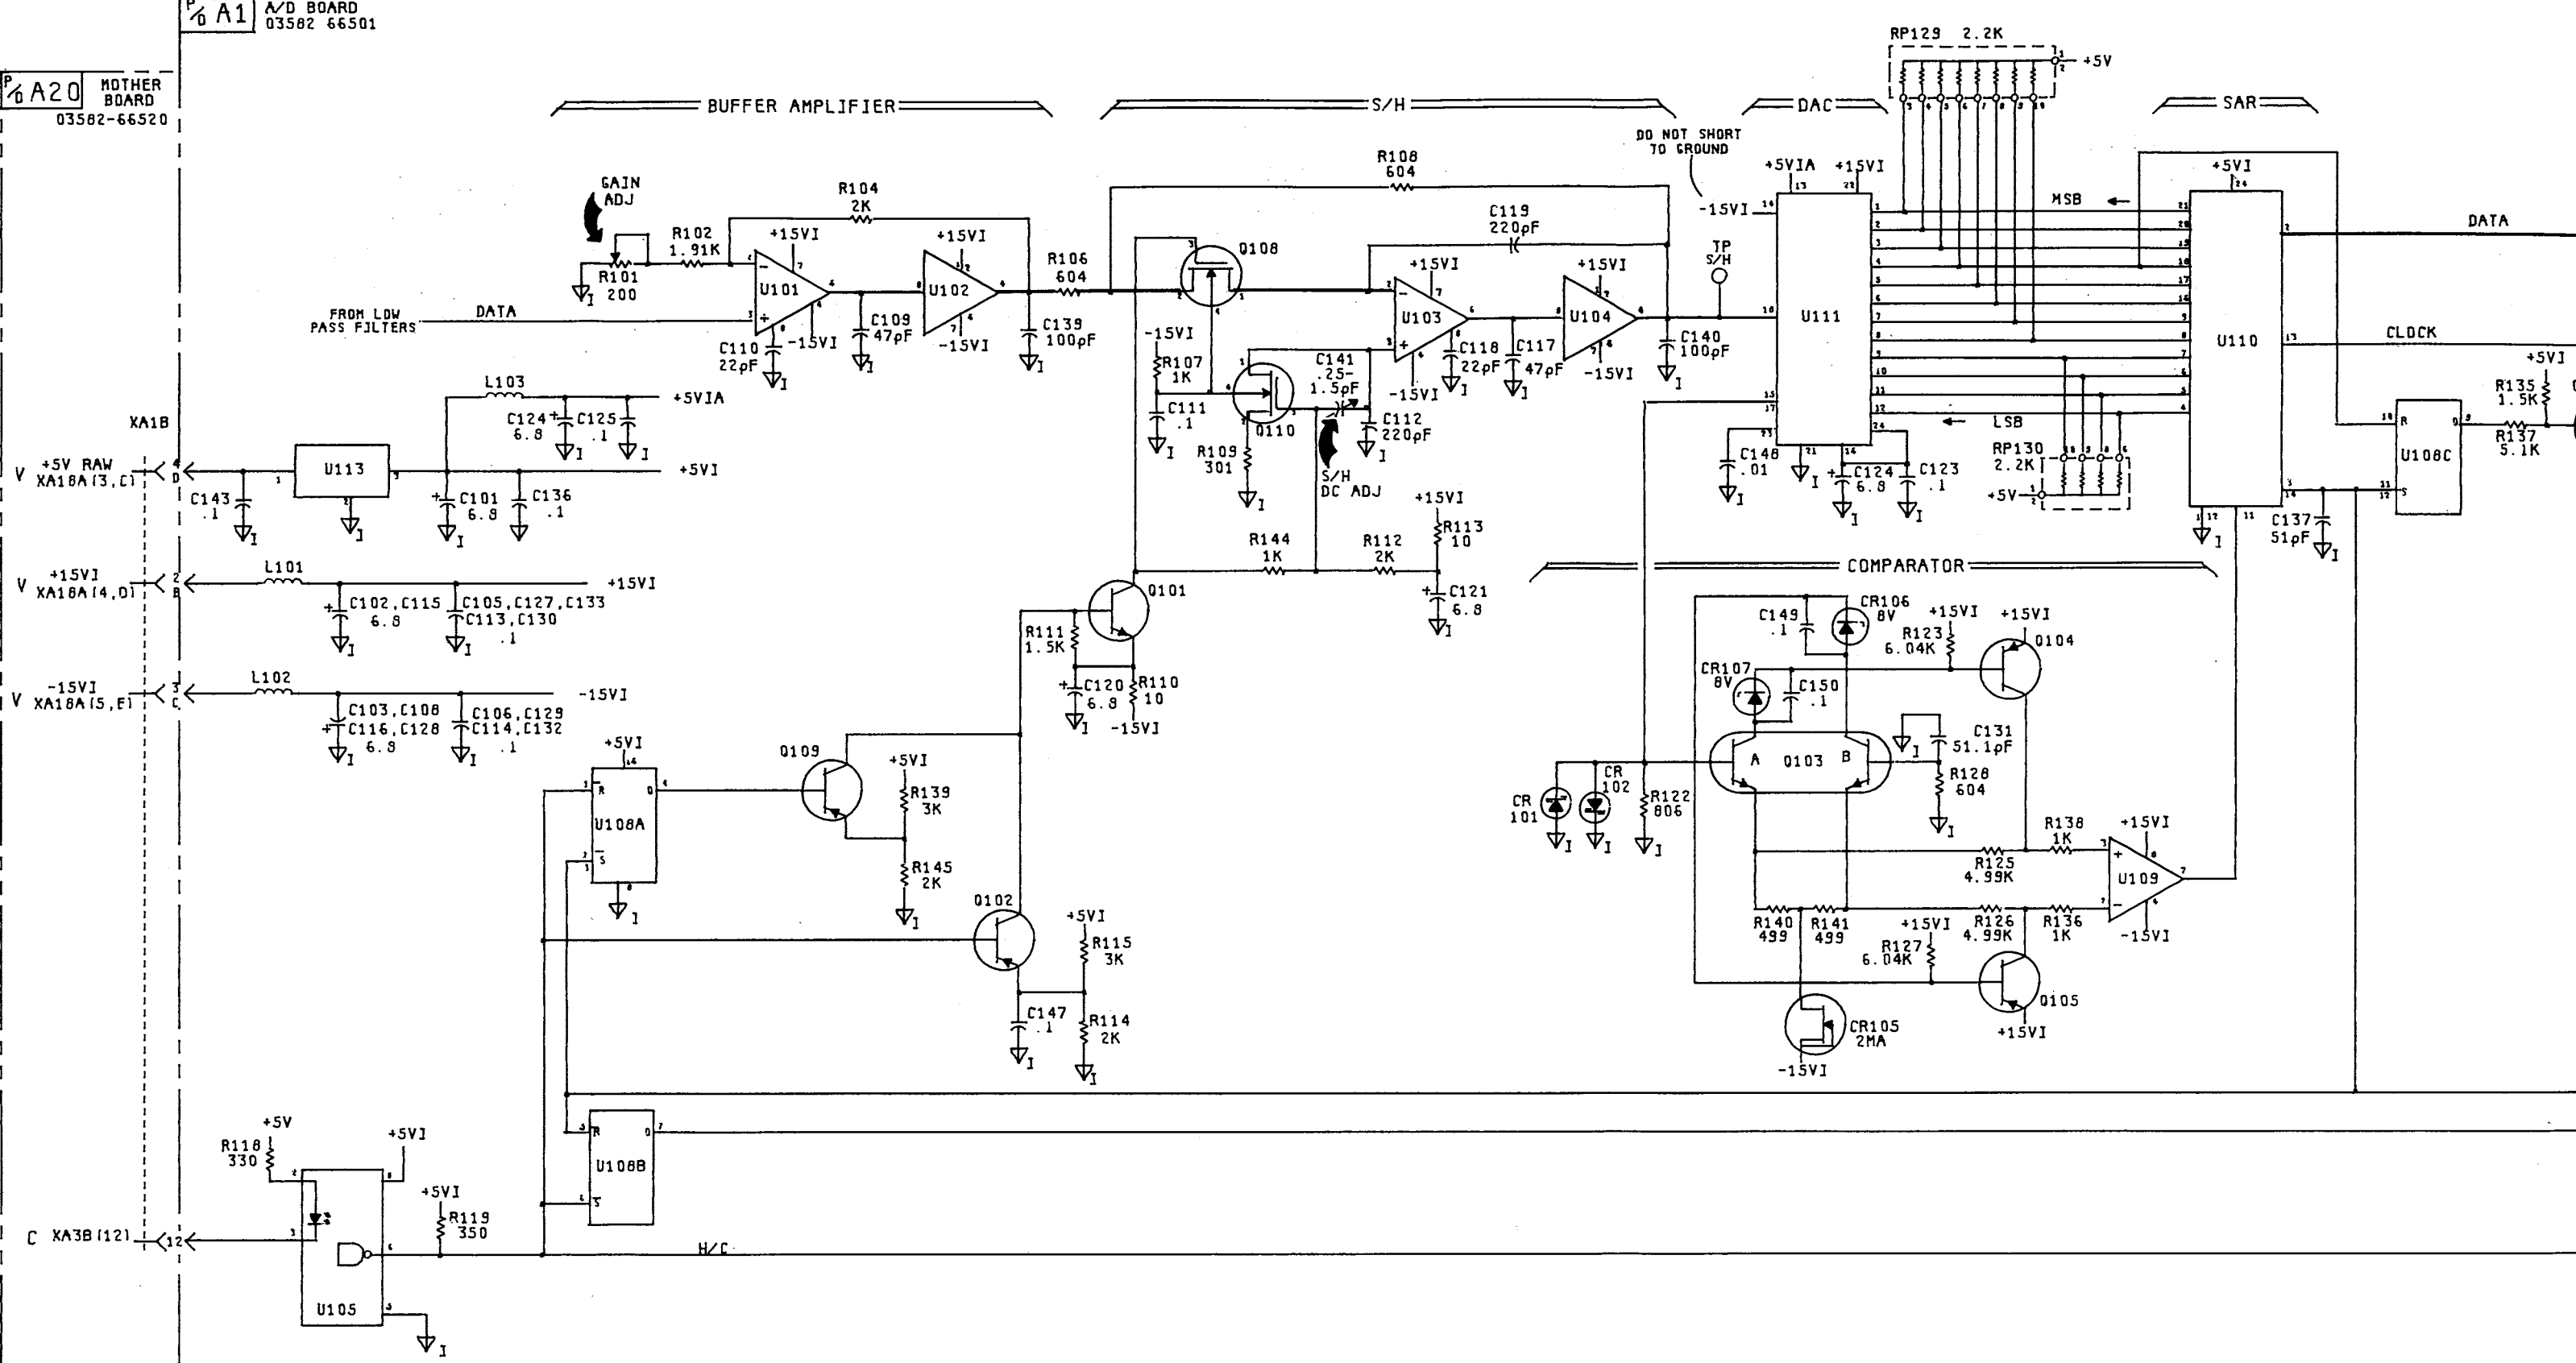 P/O A1 A/D BOARD
03582 66501
P/O A20 MOTHER
BOARD
03582-66520
BUFFER AMPLIFIER
S/H
DAC
SAR
RP129 2.2K
+5V
DO NOT SHORT
TO GROUND
GAIN
ADJ
R101
200
R102
1.91K
R104
2K
+15VI
U101
-15VI
C110
22pF
C109
47pF
+15VI
U102
-15VI
C139
100pF
FROM LOW
PASS FILTERS
DATA
R106
604
R108
604
Q108
C119
220pF
-15VI
R107
1K
C111
.1
Q110
R109
301
C141
.25-
1.5pF
S/H
DC ADJ
C112
220pF
+15VI
U103
-15VI
C118
22pF
C117
47pF
+15VI
U104
-15VI
C140
100pF
TP
S/H
+5VIA +15VI
-15VI
U111
MSB
LSB
C148
.01
C124
6.8
C123
.1
RP130
2.2K
+5V
+5VI
U110
DATA
CLOCK
C137
51pF
U108C
R
S
Q
+5VI
R135
1.5K
R137
5.1K
XA1B
V +5V RAW
XA18A(3,C)
C143
.1
U113
L103
C124
6.8
C125
.1
+5VIA
C101
6.8
C136
.1
+5VI
V +15VI
XA18A(4,D)
L101
C102,C115
6.8
C105,C127,C133
C113,C130
.1
+15VI
V -15VI
XA18A(5,E)
L102
C103,C108
C116,C128
6.8
C106,C129
C114,C132
.1
-15VI
R144
1K
R112
2K
+15VI
R113
10
C121
6.8
Q101
R111
1.5K
C120
6.8
R110
10
-15VI
+5VI
U108A
R
S
Q
Q109
+5VI
R139
3K
R145
2K
Q102
+5VI
R115
3K
C147
.1
R114
2K
U108B
R
S
Q
COMPARATOR
C149
.1
CR106
8V
CR107
8V
C150
.1
R123
6.04K
+15VI
+15VI
Q104
A Q103 B
C131
51.1pF
R128
604
CR
101
CR
102
R122
806
R125
4.99K
R138
1K
+15VI
U109
-15VI
R140
499
R141
499
R126
4.99K
R136
1K
+15VI
R127
6.04K
Q105
+15VI
CR105
2MA
-15VI
+5V
R118
330
+5VI
+5VI
R119
350
U105
C XA3B(12) 12
H/C